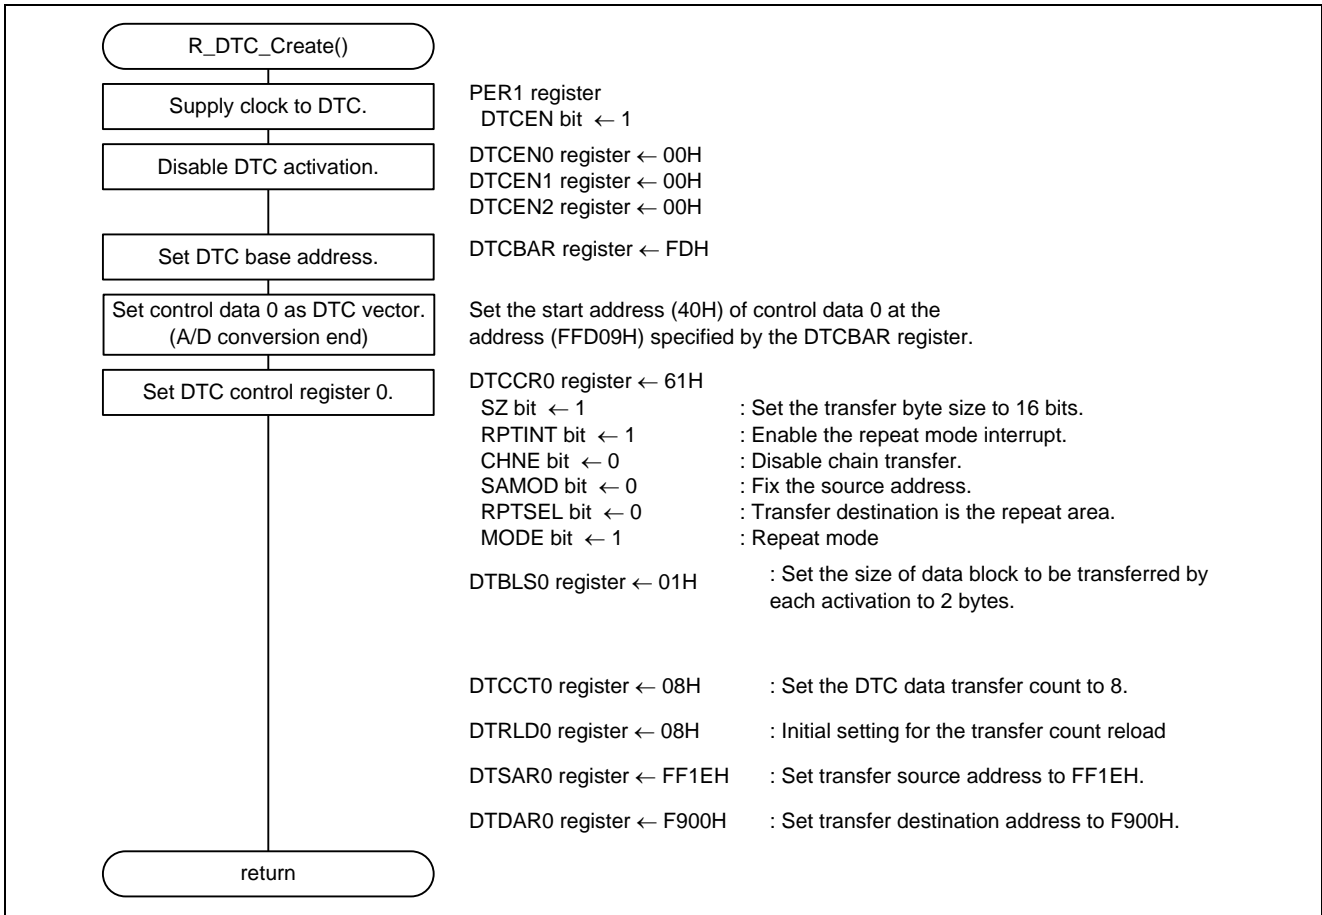 R_DTC_Create()
Supply clock to DTC.
PER1 register
DTCEN bit ← 1
Disable DTC activation.
DTCEN0 register ← 00H
DTCEN1 register ← 00H
DTCEN2 register ← 00H
Set DTC base address.
DTCBAR register ← FDH
Set control data 0 as DTC vector.
(A/D conversion end)
Set the start address (40H) of control data 0 at the
address (FFD09H) specified by the DTCBAR register.
Set DTC control register 0.
DTCCR0 register ← 61H
SZ bit ← 1 : Set the transfer byte size to 16 bits.
RPTINT bit ← 1 : Enable the repeat mode interrupt.
CHNE bit ← 0 : Disable chain transfer.
SAMOD bit ← 0 : Fix the source address.
RPTSEL bit ← 0 : Transfer destination is the repeat area.
MODE bit ← 1 : Repeat mode
DTBLS0 register ← 01H : Set the size of data block to be transferred by
each activation to 2 bytes.
DTCCT0 register ← 08H : Set the DTC data transfer count to 8.
DTRLD0 register ← 08H : Initial setting for the transfer count reload
DTSAR0 register ← FF1EH : Set transfer source address to FF1EH.
DTDAR0 register ← F900H : Set transfer destination address to F900H.
return